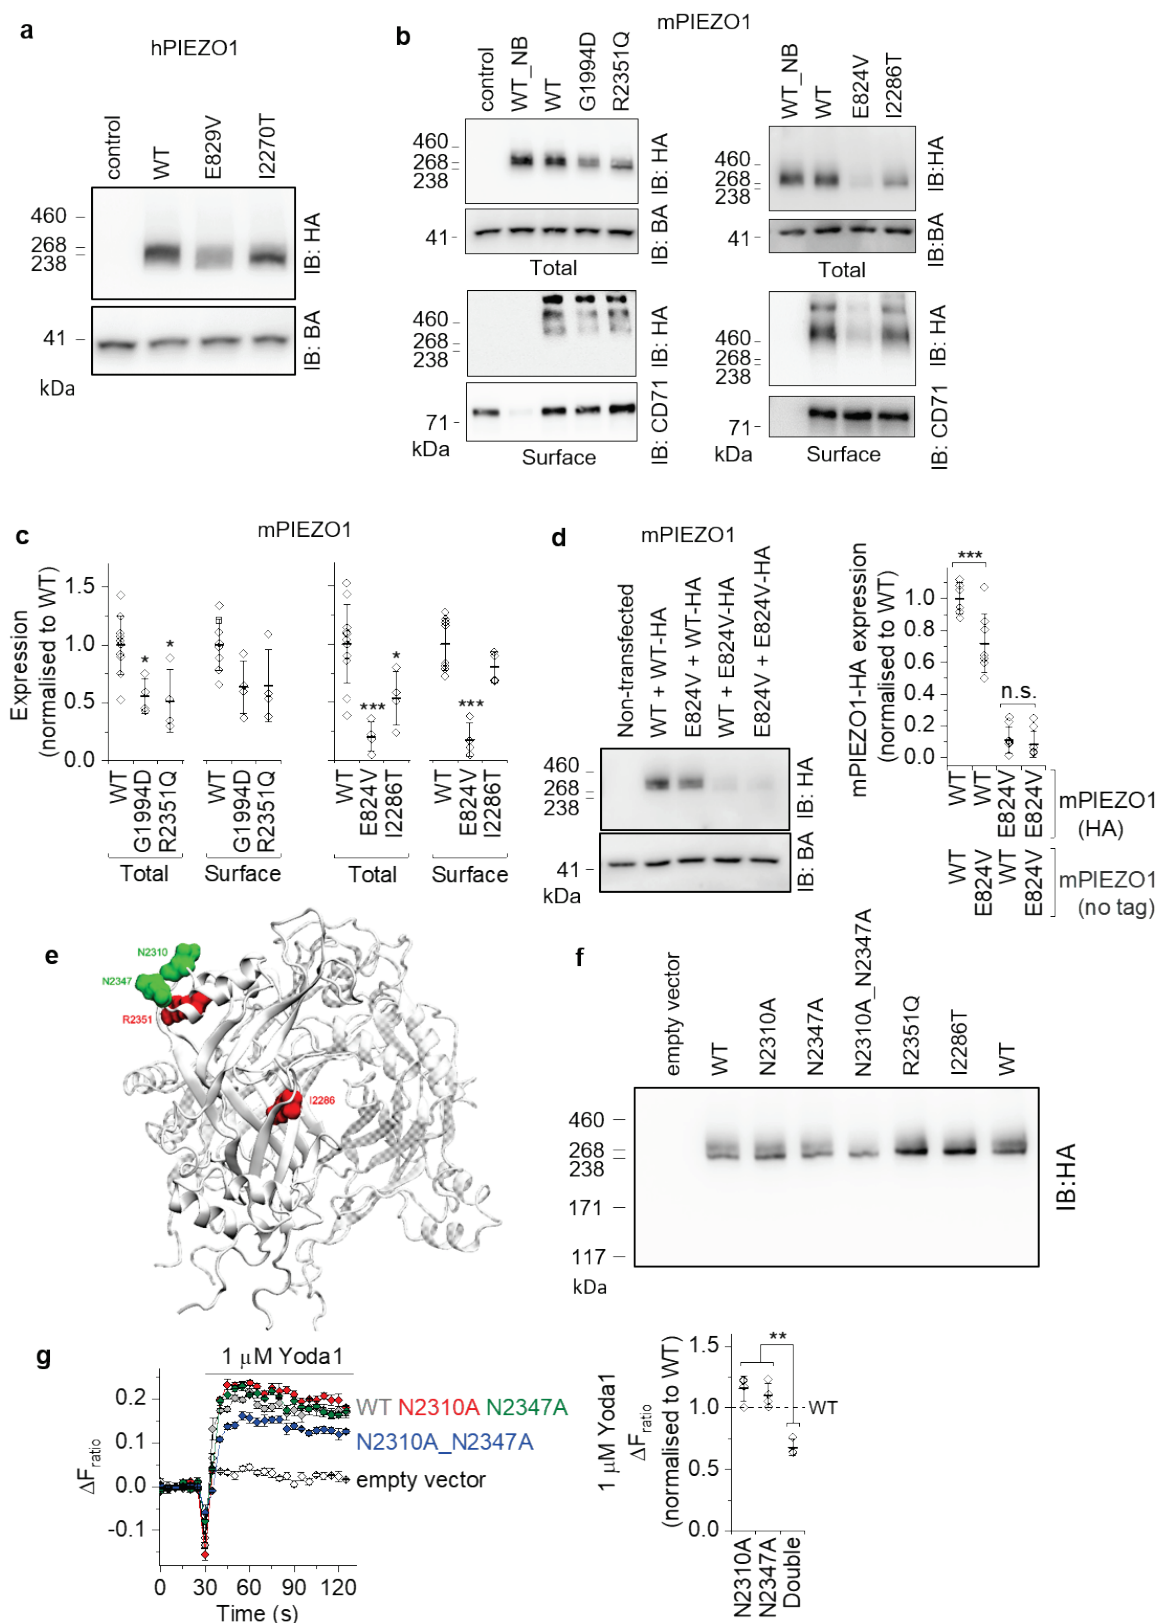 a
hPIEZO1
control
WT
E829V
I2270T
460
268
238
IB: HA
41
IB: BA
kDa
b
mPIEZO1
control
WT_NB
WT
G1994D
R2351Q
460
268
238
IB: HA
41
IB: BA
Total
460
268
238
IB: HA
71
IB: CD71
kDa
Surface
WT_NB
WT
E824V
I2286T
460
268
238
IB:HA
41
IB:BA
Total
460
268
238
IB: HA
71
IB: CD71
kDa
Surface
c
mPIEZO1
Expression
(normalised to WT)
1.5
1.0
0.5
0.0
* *
*** *
***
WT
G1994D
R2351Q
Total
WT
G1994D
R2351Q
Surface
WT
E824V
I2286T
Total
WT
E824V
I2286T
Surface
d
mPIEZO1
Non-transfected
WT + WT-HA
E824V + WT-HA
WT + E824V-HA
E824V + E824V-HA
460
268
238
IB: HA
41
IB: BA
kDa
mPIEZO1-HA expression
(normalised to WT)
1.0
0.8
0.6
0.4
0.2
0.0
***
n.s.
WT
WT
E824V
E824V
mPIEZO1
(HA)
WT
E824V
WT
E824V
mPIEZO1
(no tag)
e
N2310
N2347
R2351
I2286
f
empty vector
WT
N2310A
N2347A
N2310A_N2347A
R2351Q
I2286T
WT
460
268
238
171
117
kDa
IB:HA
g
1 μM Yoda1
ΔFratio
0.2
0.1
0.0
-0.1
WT N2310A N2347A
N2310A_N2347A
empty vector
0 30 60 90 120
Time (s)
1 μM Yoda1
ΔFratio
(normalised to WT)
1.5
1.0
0.5
0.0
**
WT
N2310A
N2347A
Double